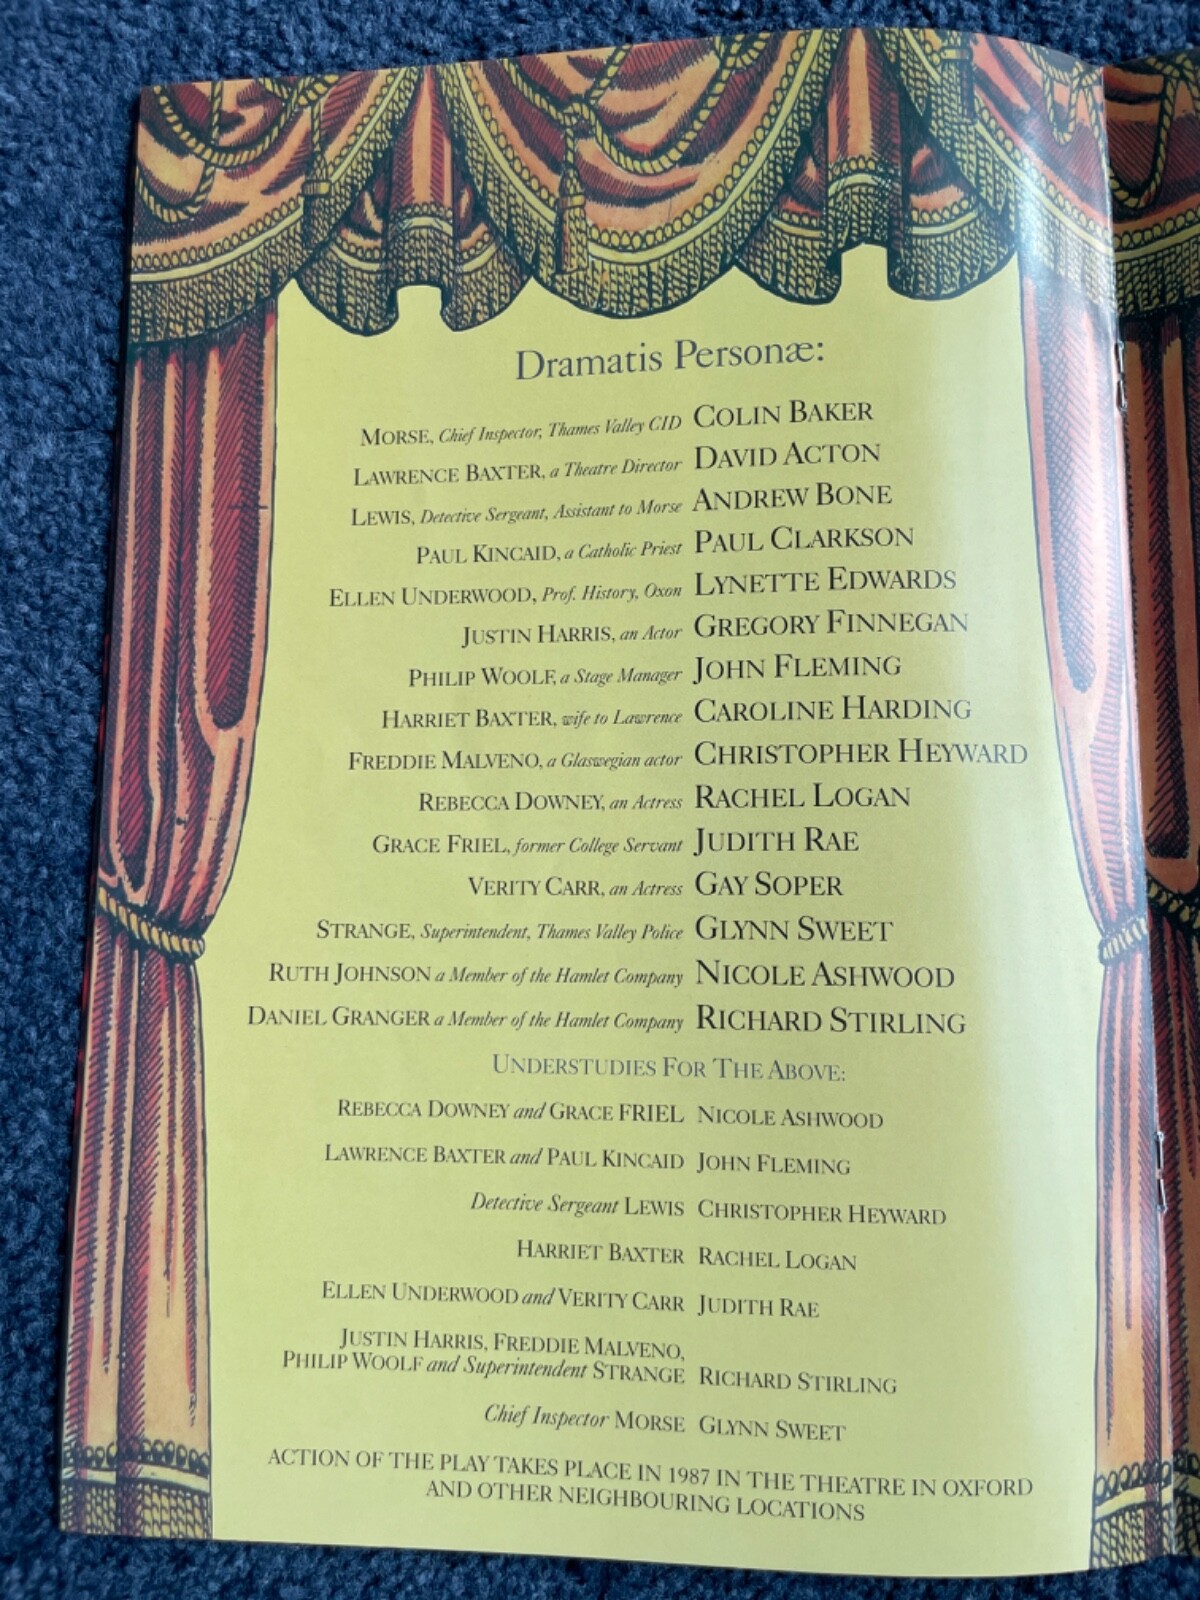 Dramatis Personæ:
MORSE, Chief Inspector, Thames Valley CID COLIN BAKER
LAWRENCE BAXTER, a Theatre Director DAVID ACTON
LEWIS, Detective Sergeant, Assistant to Morse ANDREW BONE
PAUL KINCAID, a Catholic Priest PAUL CLARKSON
ELLEN UNDERWOOD, Prof. History, Oxon LYNETTE EDWARDS
JUSTIN HARRIS, an Actor GREGORY FINNEGAN
PHILIP WOOLF, a Stage Manager JOHN FLEMING
HARRIET BAXTER, wife to Lawrence CAROLINE HARDING
FREDDIE MALVENO, a Glaswegian actor CHRISTOPHER HEYWARD
REBECCA DOWNEY, an Actress RACHEL LOGAN
GRACE FRIEL, former College Servant JUDITH RAE
VERITY CARR, an Actress GAY SOPER
STRANGE, Superintendent, Thames Valley Police GLYNN SWEET
RUTH JOHNSON a Member of the Hamlet Company NICOLE ASHWOOD
DANIEL GRANGER a Member of the Hamlet Company RICHARD STIRLING
UNDERSTUDIES FOR THE ABOVE:
REBECCA DOWNEY and GRACE FRIEL NICOLE ASHWOOD
LAWRENCE BAXTER and PAUL KINCAID JOHN FLEMING
Detective Sergeant LEWIS CHRISTOPHER HEYWARD
HARRIET BAXTER RACHEL LOGAN
ELLEN UNDERWOOD and VERITY CARR JUDITH RAE
JUSTIN HARRIS, FREDDIE MALVENO,
PHILIP WOOLF and Superintendent STRANGE RICHARD STIRLING
Chief Inspector MORSE GLYNN SWEET
ACTION OF THE PLAY TAKES PLACE IN 1987 IN THE THEATRE IN OXFORD
AND OTHER NEIGHBOURING LOCATIONS